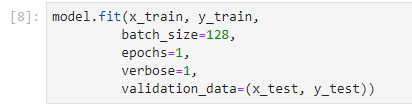 [8]: model.fit(x_train, y_train,
batch_size=128,
epochs=1,
verbose=1,
validation_data=(x_test, y_test))